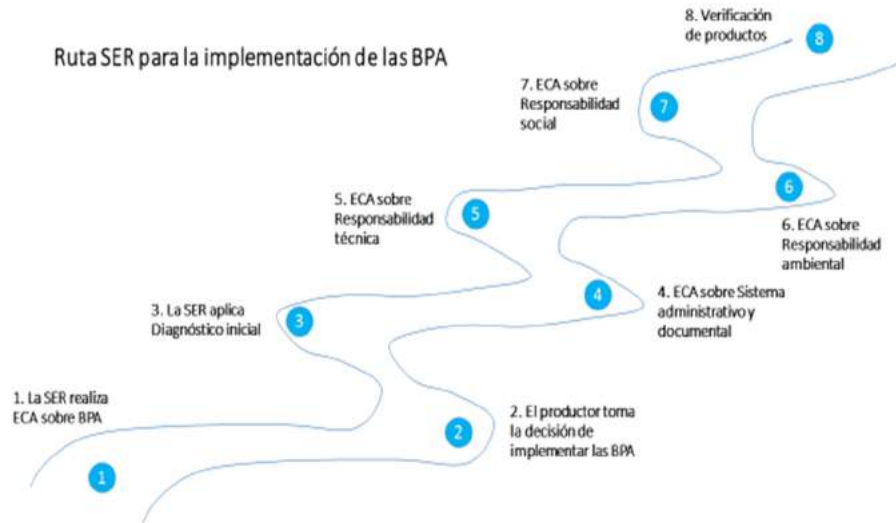 Ruta SER para la implementación de las BPA
8. Verificación
de productos
8
7. ECA sobre
Responsabilidad
social
7
5. ECA sobre
Responsabilidad
técnica
5
6
6. ECA sobre
Responsabilidad
ambiental
3. La SER aplica
Diagnóstico inicial
3
4
4. ECA sobre Sistema
administrativo y
documental
1. La SER realiza
ECA sobre BPA
1
2
2. El productor toma
la decisión de
implementar las BPA